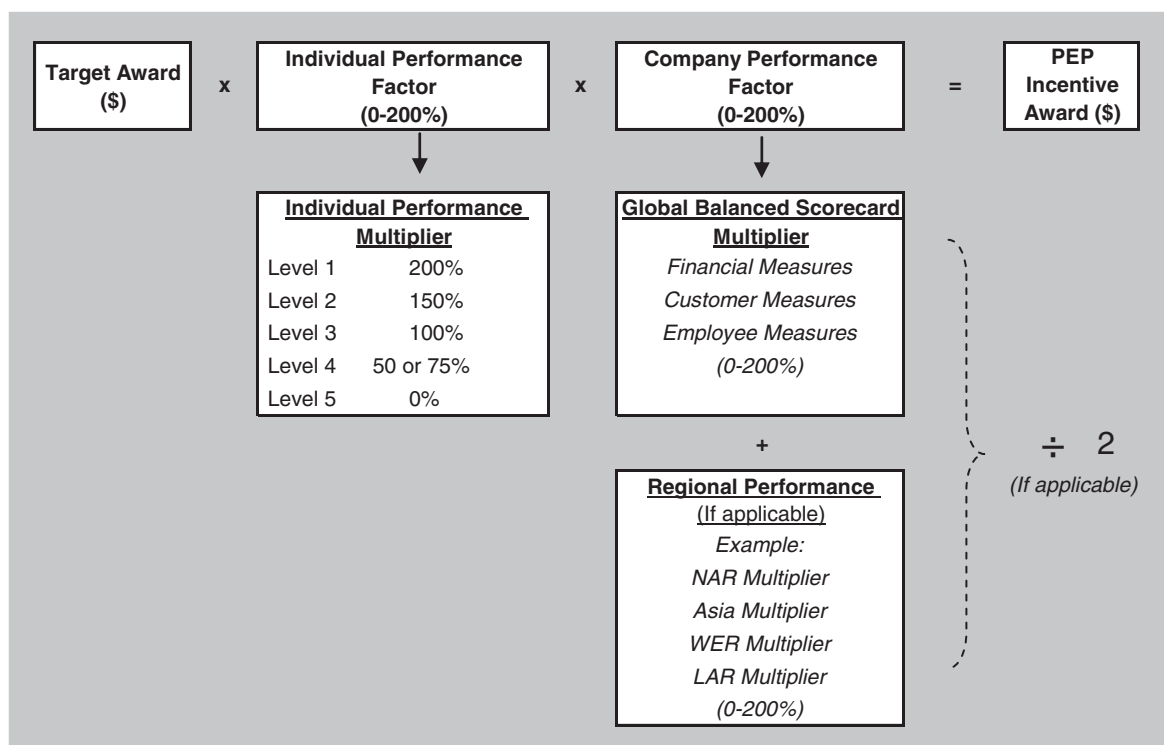 Target Award
($)
x
Individual Performance
Factor
(0-200%)
x
Company Performance
Factor
(0-200%)
=
PEP
Incentive
Award ($)
Individual Performance
Multiplier
Level 1 200%
Level 2 150%
Level 3 100%
Level 4 50 or 75%
Level 5 0%
Global Balanced Scorecard
Multiplier
Financial Measures
Customer Measures
Employee Measures
(0-200%)
+
Regional Performance
(If applicable)
Example:
NAR Multiplier
Asia Multiplier
WER Multiplier
LAR Multiplier
(0-200%)
÷ 2
(If applicable)